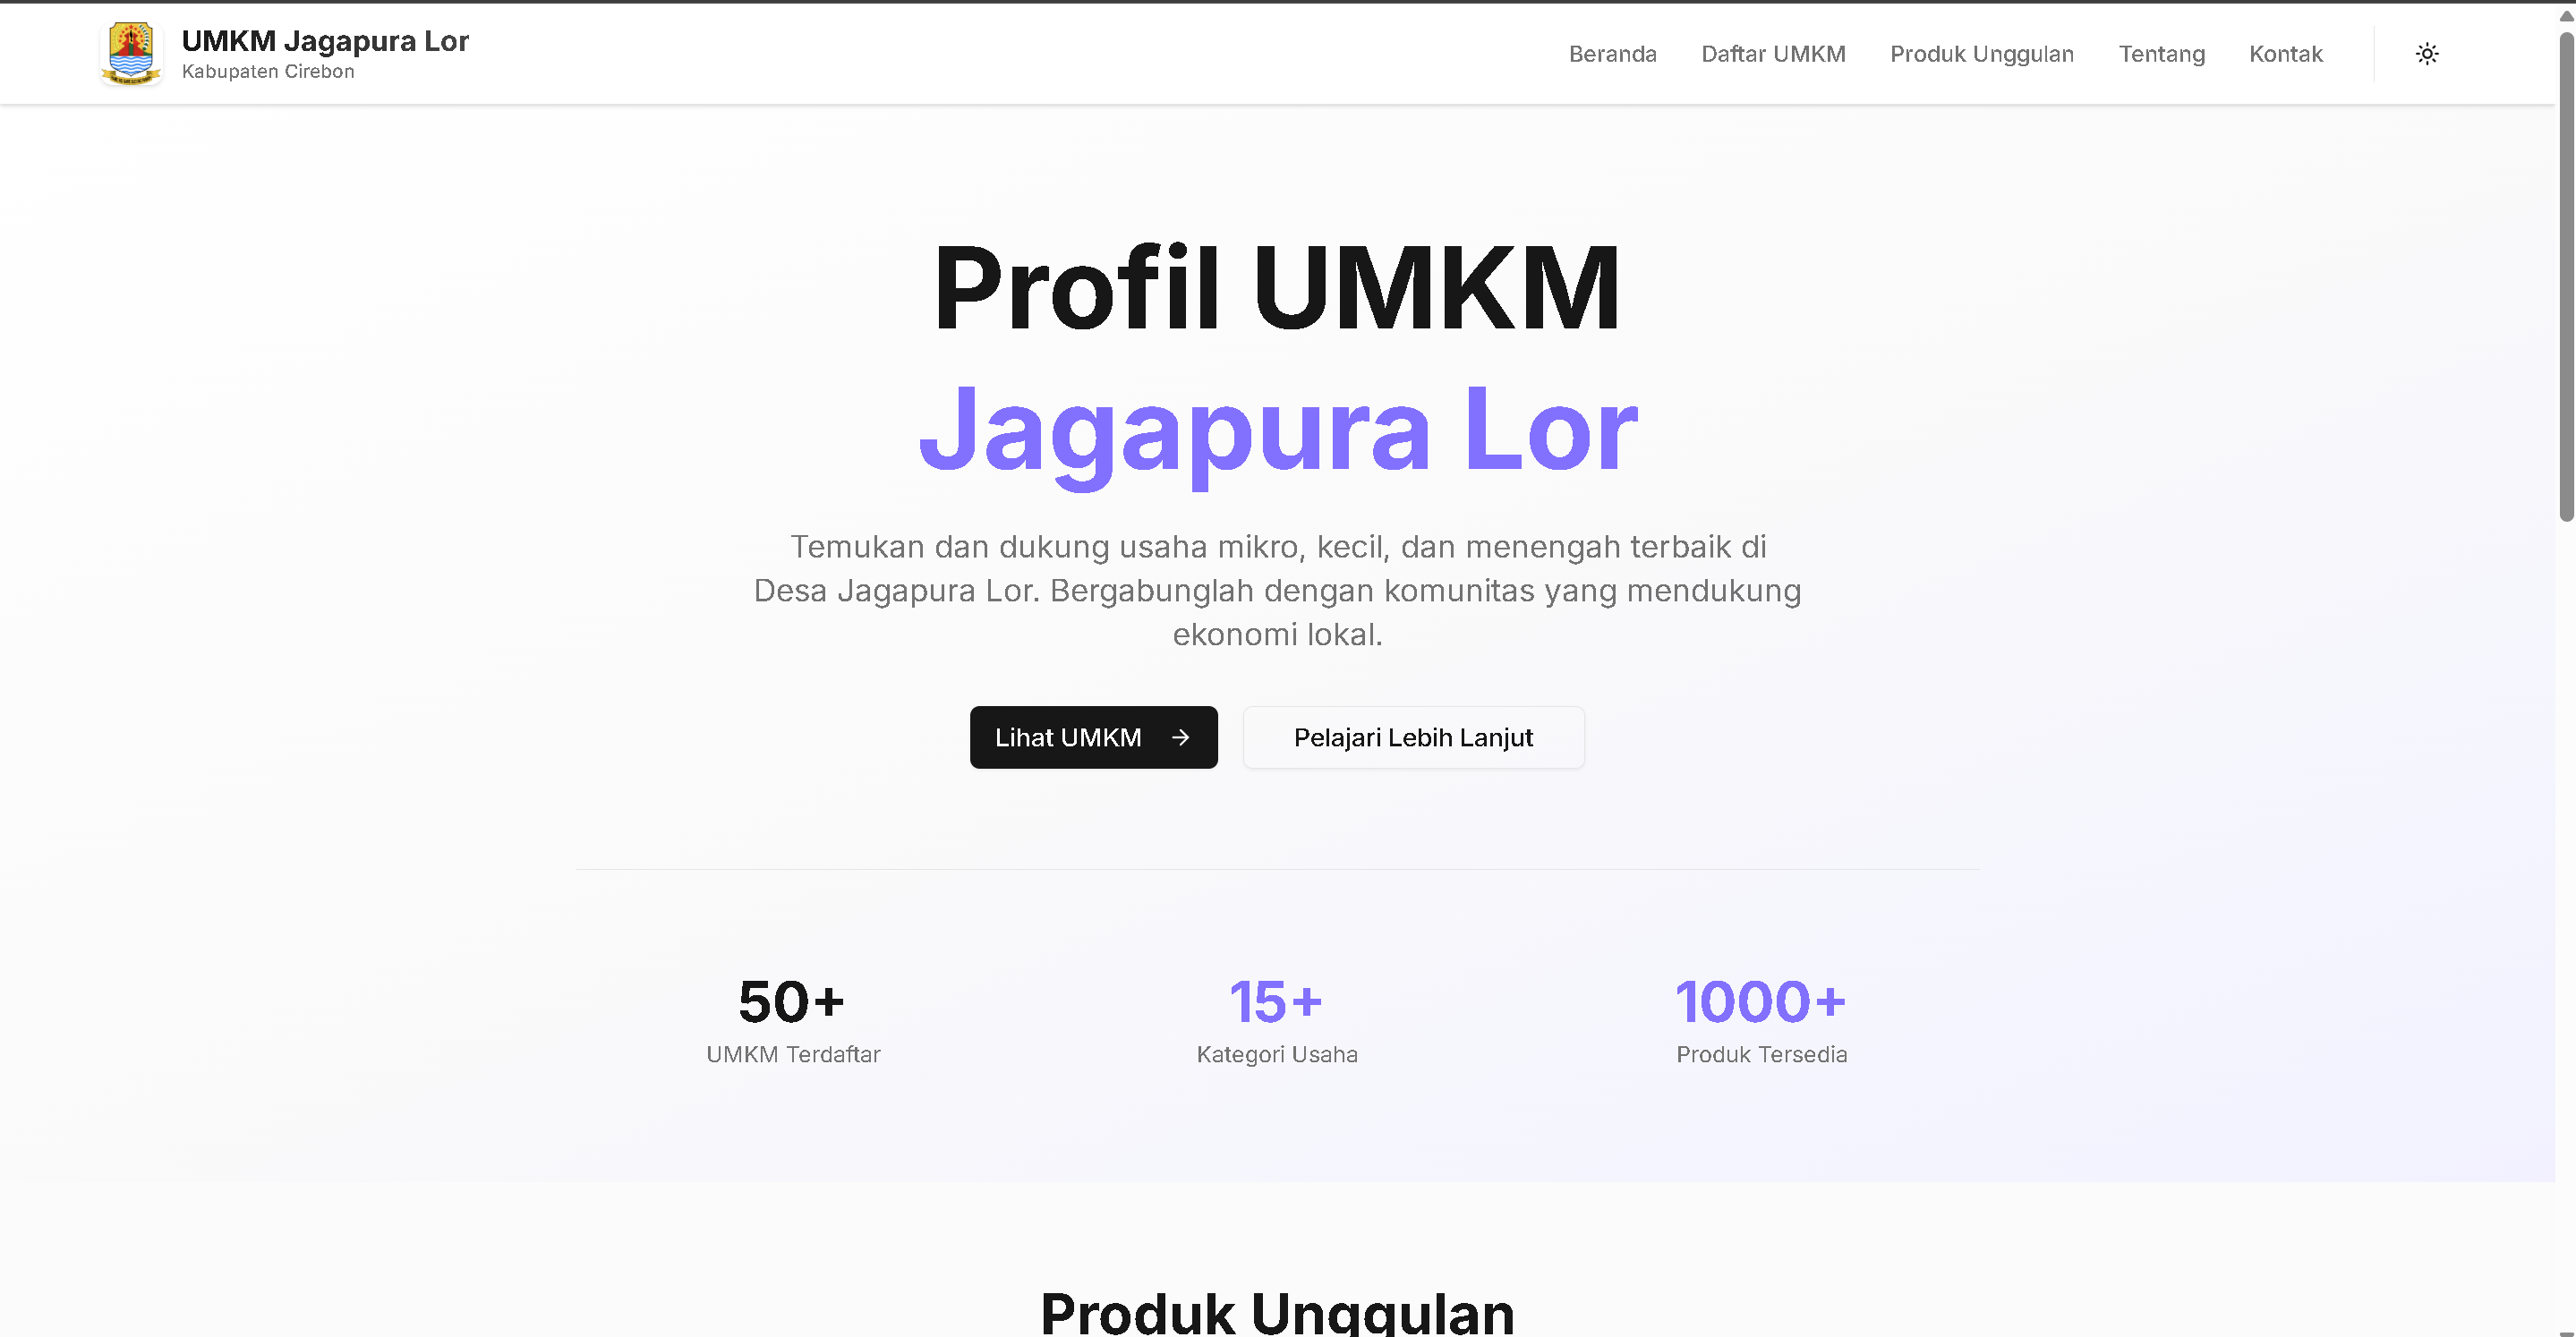 UMKM Jagapura Lor
Kabupaten Cirebon
Beranda
Daftar UMKM
Produk Unggulan
Tentang
Kontak
Profil UMKM
Jagapura Lor
Temukan dan dukung usaha mikro, kecil, dan menengah terbaik di
Desa Jagapura Lor. Bergabunglah dengan komunitas yang mendukung
ekonomi lokal.
Lihat UMKM →
Pelajari Lebih Lanjut
50+
UMKM Terdaftar
15+
Kategori Usaha
1000+
Produk Tersedia
Produk Unggulan